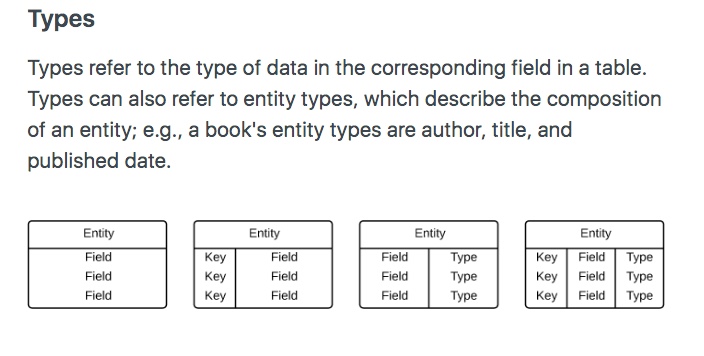 Types
Types refer to the type of data in the corresponding field in a table.
Types can also refer to entity types, which describe the composition
of an entity; e.g., a book's entity types are author, title, and
published date.
Entity
Field
Field
Field
Entity
Key Field
Key Field
Key Field
Entity
Field Type
Field Type
Field Type
Entity
Key Field Type
Key Field Type
Key Field Type